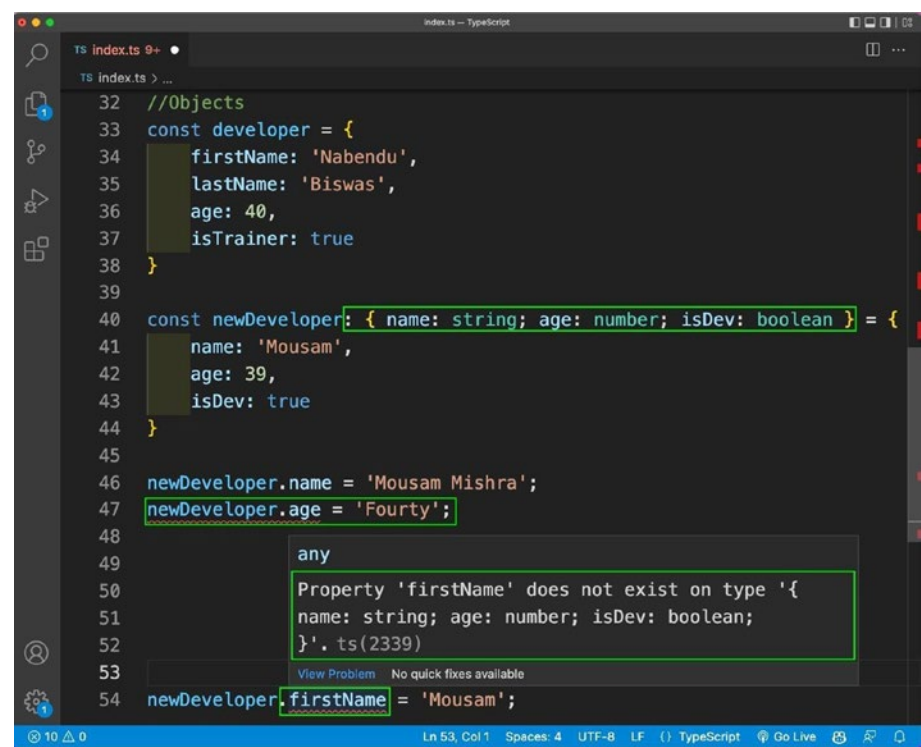 index.ts — TypeScript
TS index.ts 9+ ●
TS index.ts > ...
32 //Objects
33 const developer = {
34 firstName: 'Nabendu',
35 lastName: 'Biswas',
36 age: 40,
37 isTrainer: true
38 }
39
40 const newDeveloper: { name: string; age: number; isDev: boolean } = {
41 name: 'Mousam',
42 age: 39,
43 isDev: true
44 }
45
46 newDeveloper.name = 'Mousam Mishra';
47 newDeveloper.age = 'Fourty';
48
49 any
50 Property 'firstName' does not exist on type '{
51 name: string; age: number; isDev: boolean;
52 }'. ts(2339)
53 View Problem No quick fixes available
54 newDeveloper.firstName = 'Mousam';
1
1
10 0 Ln 53, Col 1 Spaces: 4 UTF-8 LF {} TypeScript Go Live